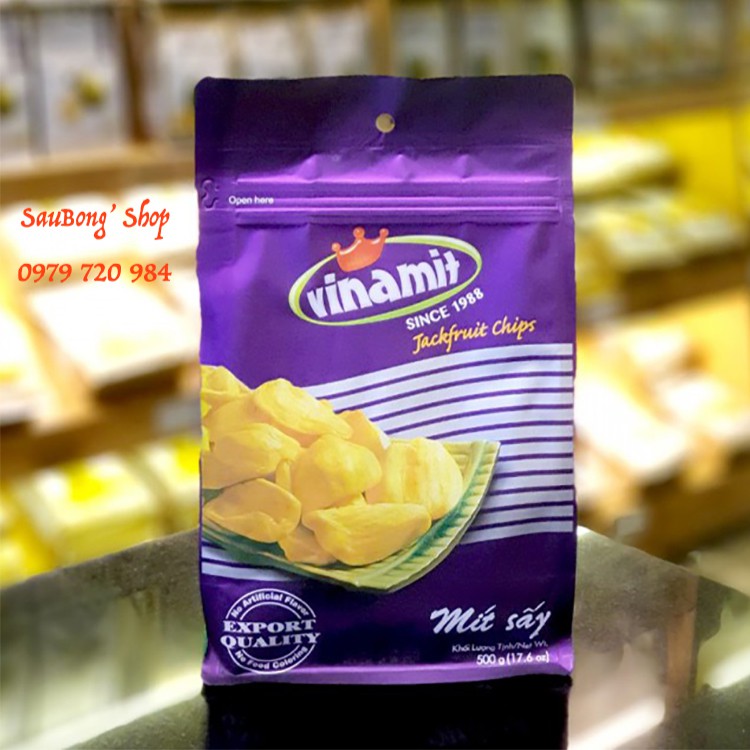 SauBong' Shop
0979 720 984
Open here
vinamit
SINCE 1988
Jackfruit Chips
No Artificial Flavor
EXPORT
QUALITY
No Food Coloring
Mít sấy
Khối Lượng Tịnh/Net Wt.
500 g (17.6 oz)